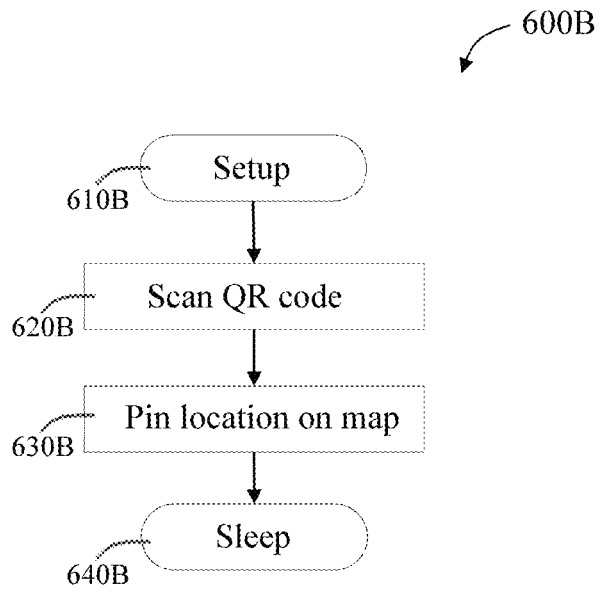 600B
Setup
610B
Scan QR code
620B
Pin location on map
630B
Sleep
640B